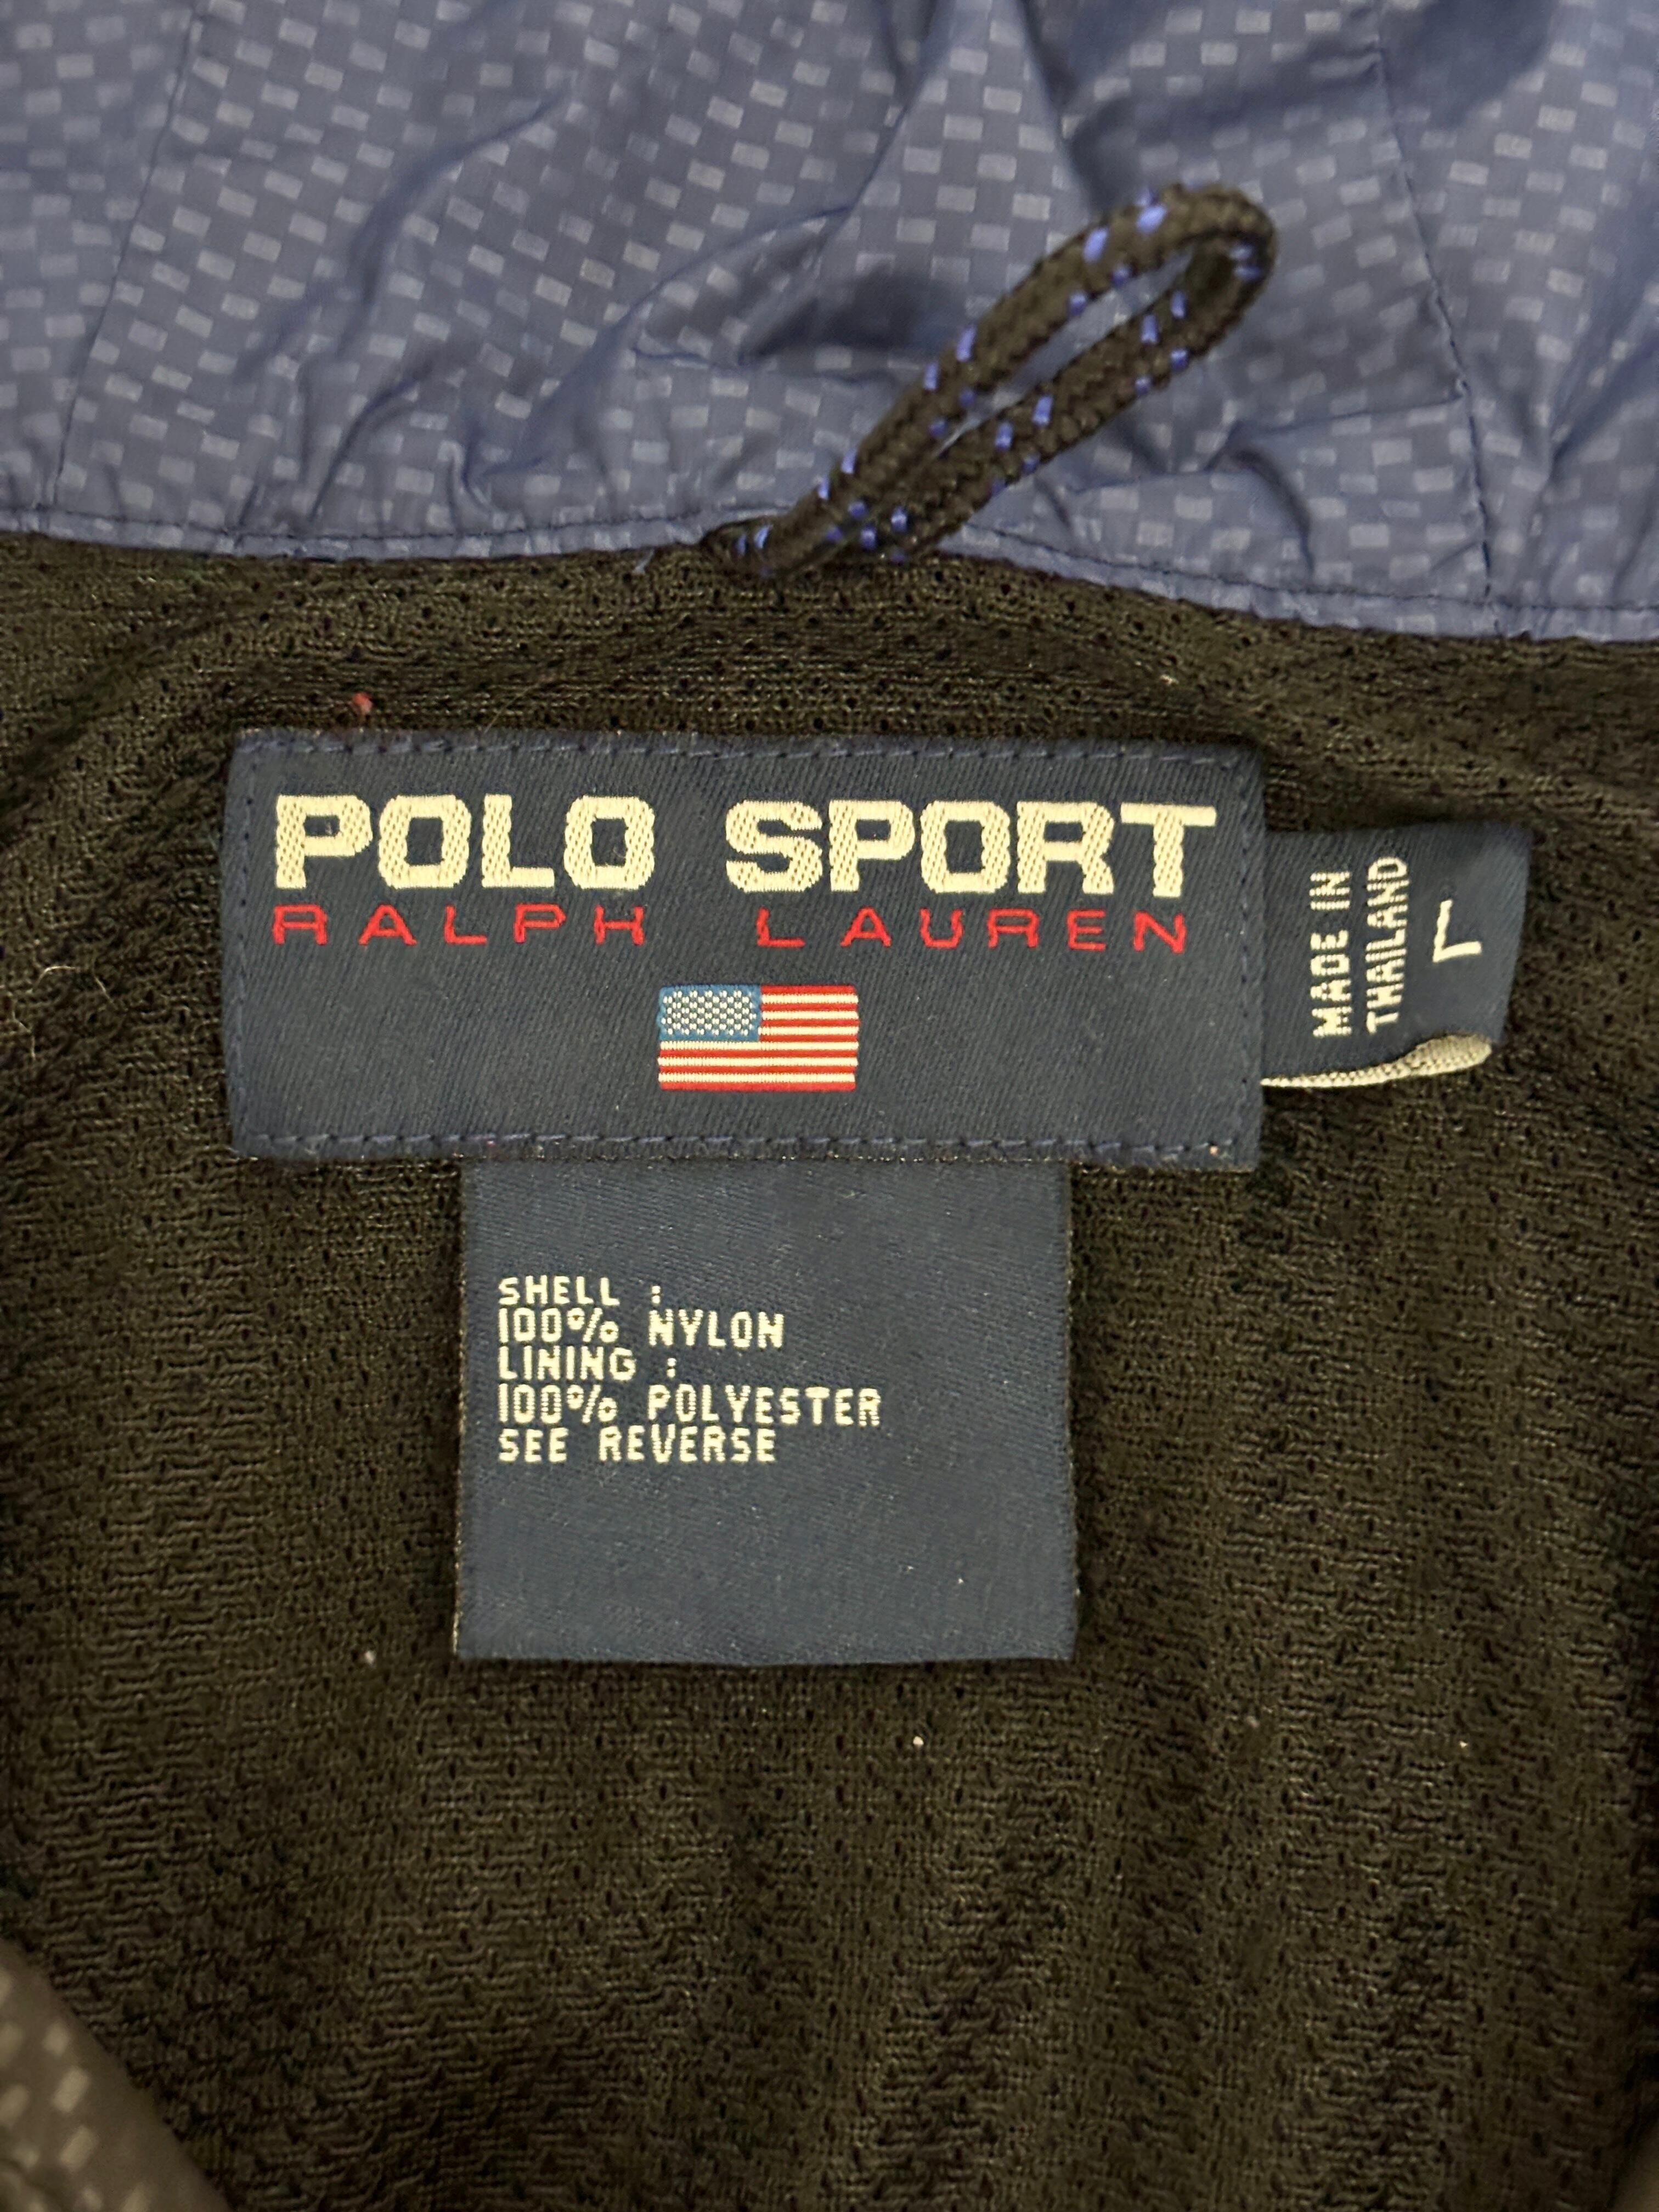 POLO SPORT
RALPH LAUREN
MADE IN
THAILAND
L
SHELL :
100% NYLON
LINING :
100% POLYESTER
SEE REVERSE